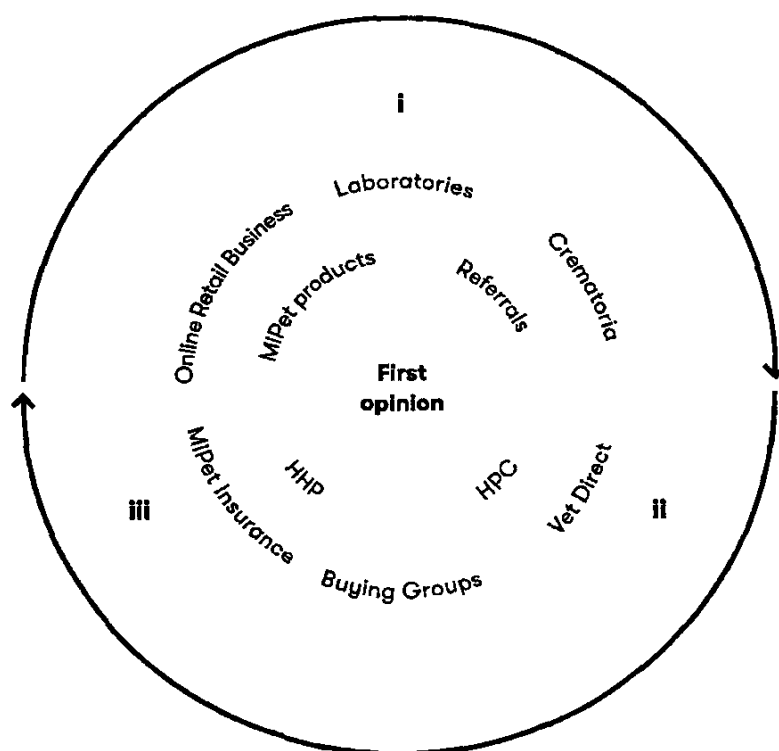 i
Laboratories
Online Retail Business
Crematoria
MiPet products
Referrals
First
opinion
MiPet Insurance
HHP
HPC
Vet Direct
iii
ii
Buying Groups